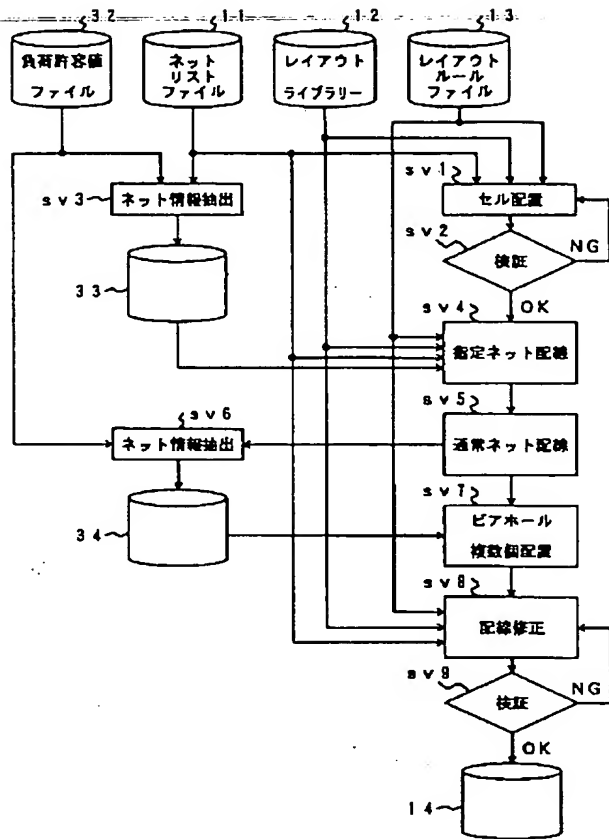 32
11
12
13
負荷許容値
ファイル
ネット
リスト
ファイル
レイアウト
ライブラリー
レイアウト
ルール
ファイル
sv1
セル配置
sv3
ネット情報抽出
sv2
検証
NG
OK
33
sv4
指定ネット配線
sv5
通常ネット配線
sv6
ネット情報抽出
sv7
ビアホール
複数個配置
34
sv8
配線修正
sv9
検証
NG
OK
14